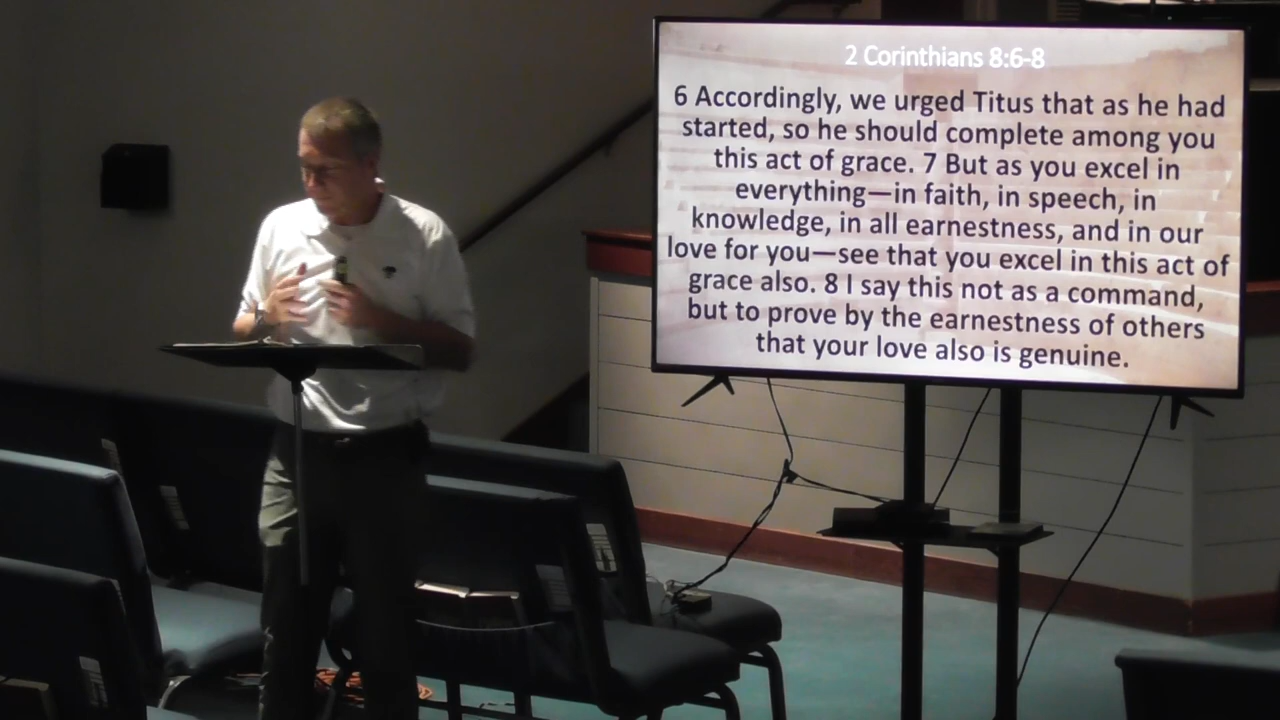 2 Corinthians 8:6-8
6 Accordingly, we urged Titus that as he had
started, so he should complete among you
this act of grace. 7 But as you excel in
everything—in faith, in speech, in
knowledge, in all earnestness, and in our
love for you—see that you excel in this act of
grace also. 8 I say this not as a command,
but to prove by the earnestness of others
that your love also is genuine.